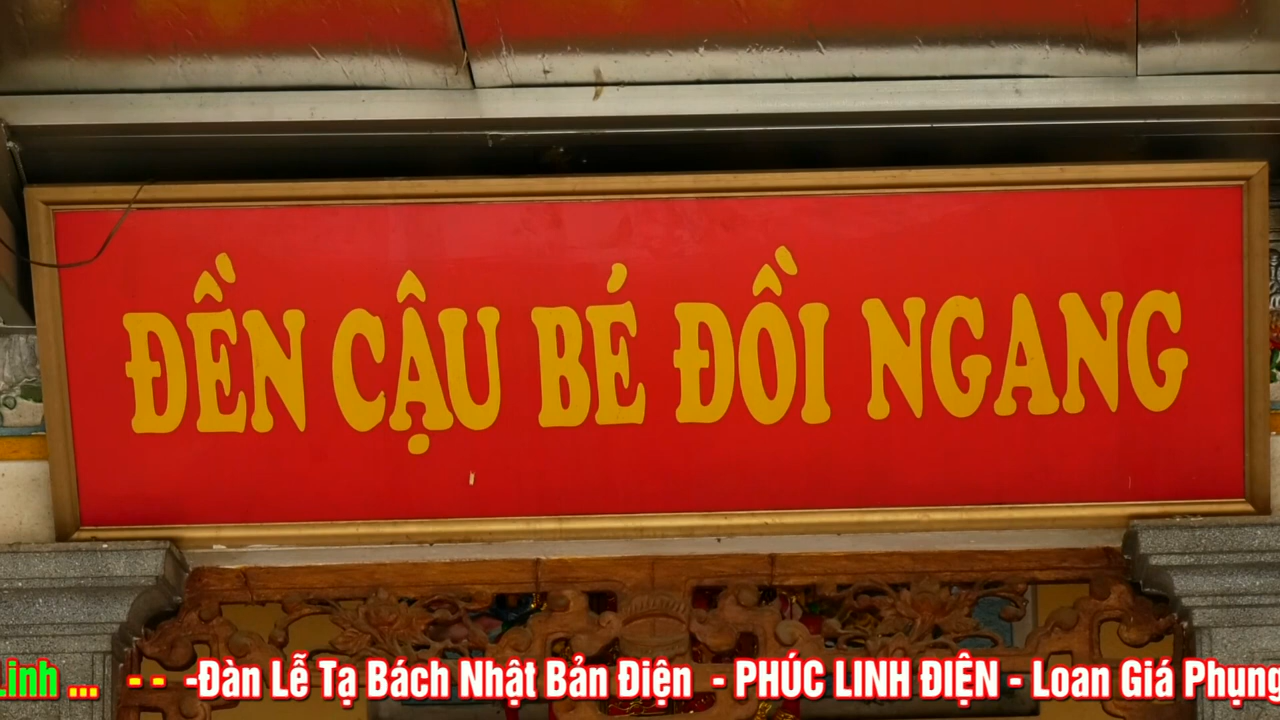 ĐỀN CẬU BÉ ĐỒI NGANG
Linh ... - - -Đàn Lễ Tạ Bách Nhật Bản Điện - PHÚC LINH ĐIỆN - Loan Giá Phụng